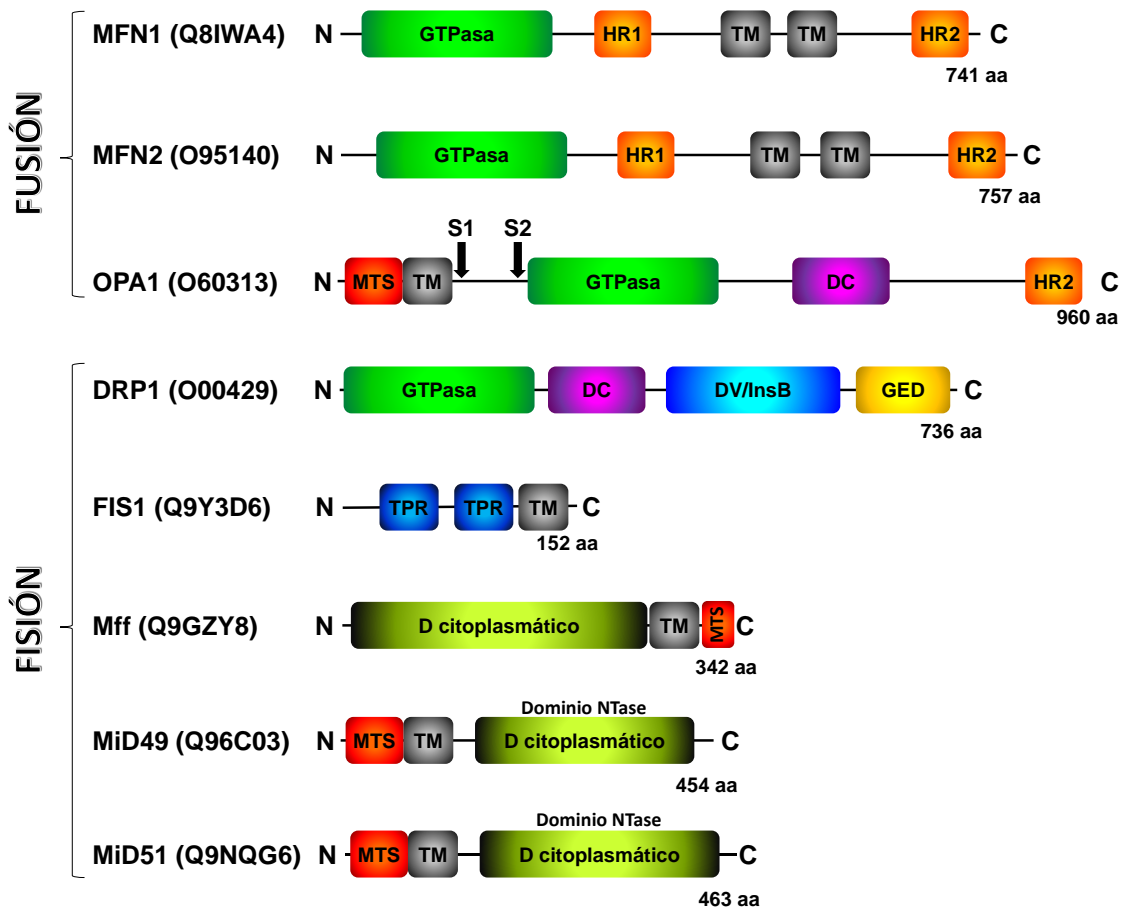 FUSIÓN
MFN1 (Q8IWA4) N GTPasa HR1 TM TM HR2 C
741 aa
MFN2 (O95140) N GTPasa HR1 TM TM HR2 C
757 aa
S1 S2
OPA1 (O60313) N MTS TM GTPasa DC HR2 C
960 aa
FISIÓN
DRP1 (O00429) N GTPasa DC DV/InsB GED C
736 aa
FIS1 (Q9Y3D6) N TPR TPR TM C
152 aa
Mff (Q9GZY8) N D citoplasmático TM MTS C
342 aa
Dominio NTase
MiD49 (Q96C03) N MTS TM D citoplasmático C
454 aa
Dominio NTase
MiD51 (Q9NQG6) N MTS TM D citoplasmático C
463 aa